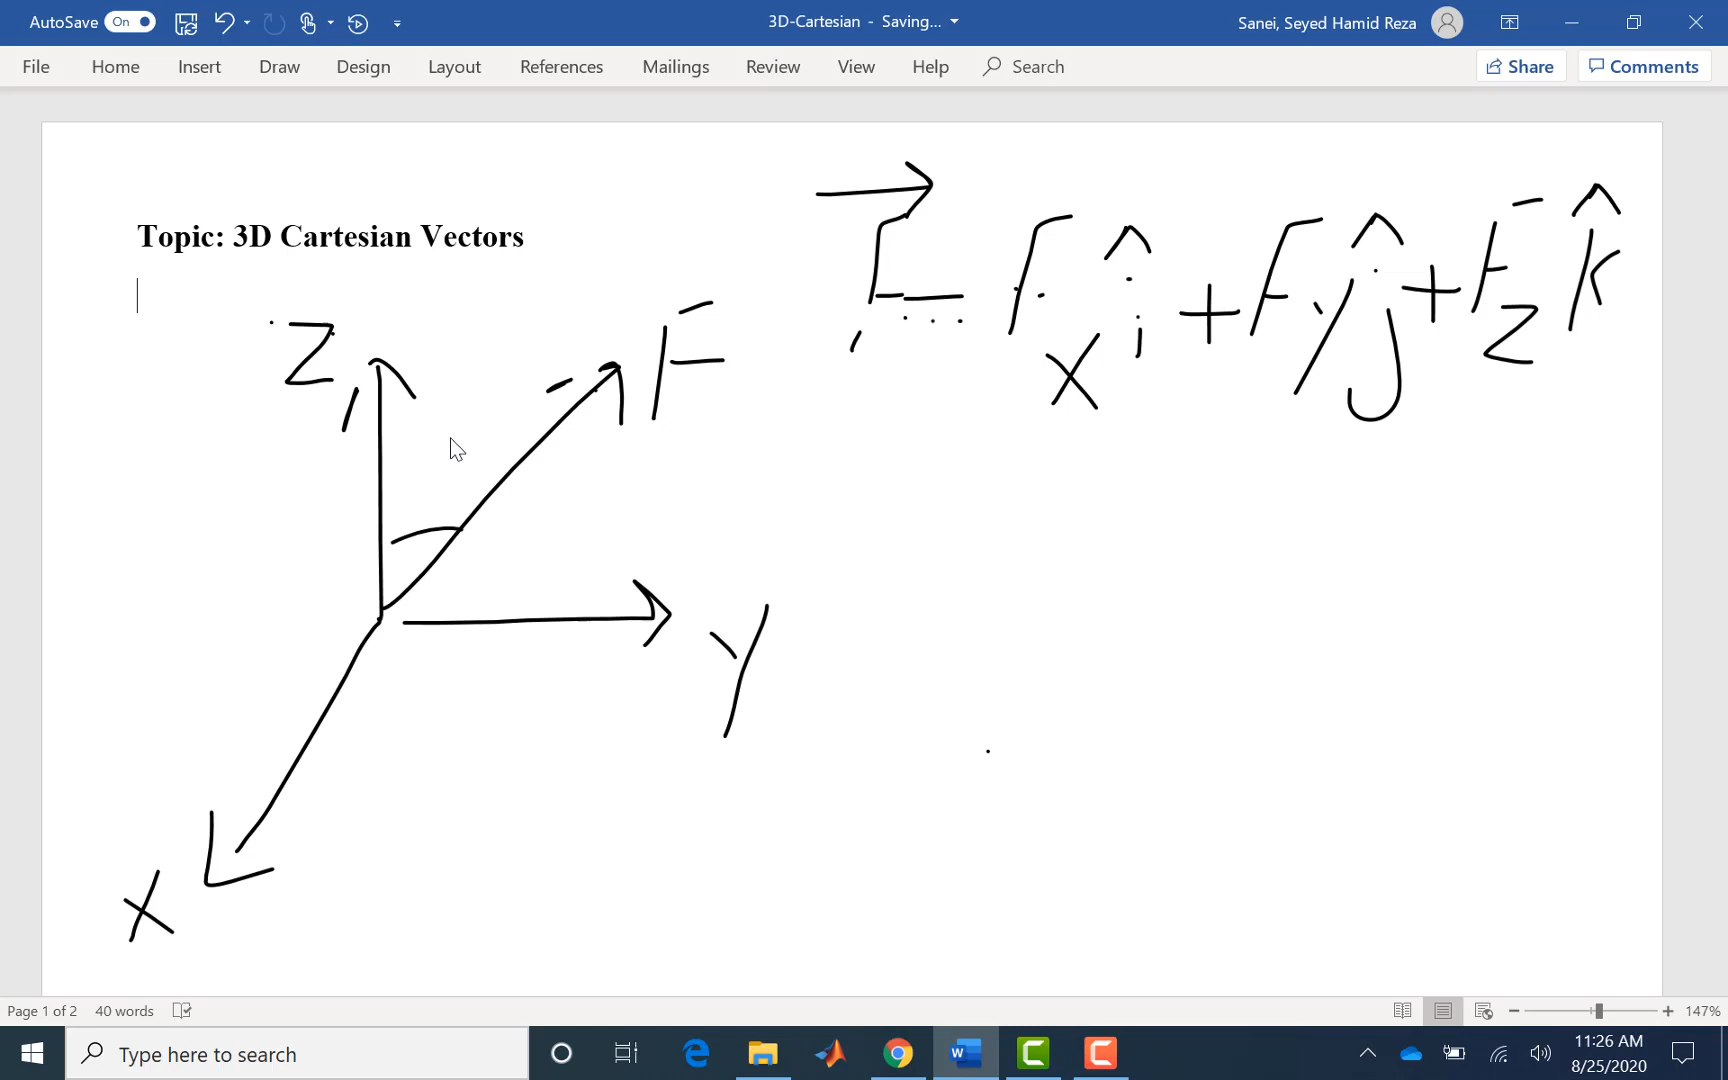 AutoSave On
3D-Cartesian - Saving...
Sanei, Seyed Hamid Reza
File Home Insert Draw Design Layout References Mailings Review View Help Search
Share Comments
Topic: 3D Cartesian Vectors
F = Fx î + Fy ĵ + Fz k̂
Z
F
Y
X
Page 1 of 2 40 words
147%
Type here to search
11:26 AM
8/25/2020